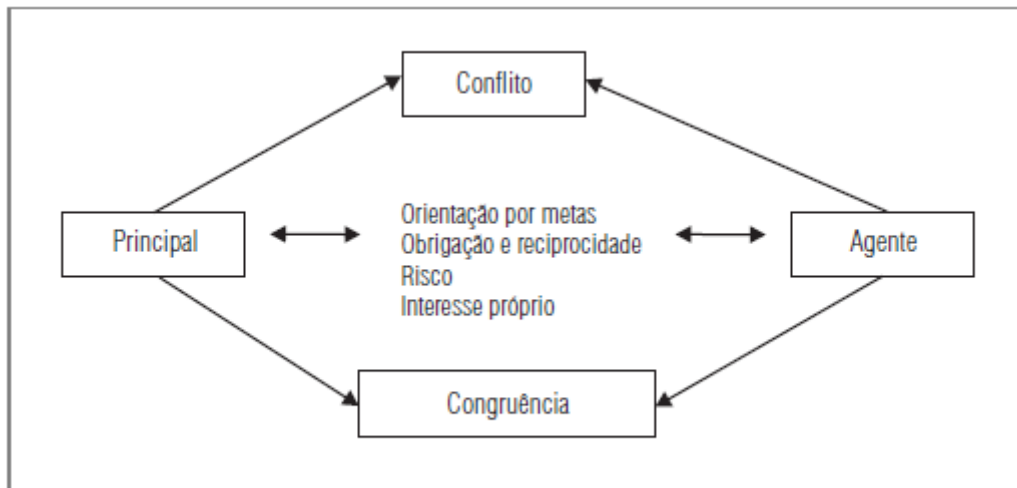 Conflito
Principal
Orientação por metas
Obrigação e reciprocidade
Risco
Interesse próprio
Agente
Congruência